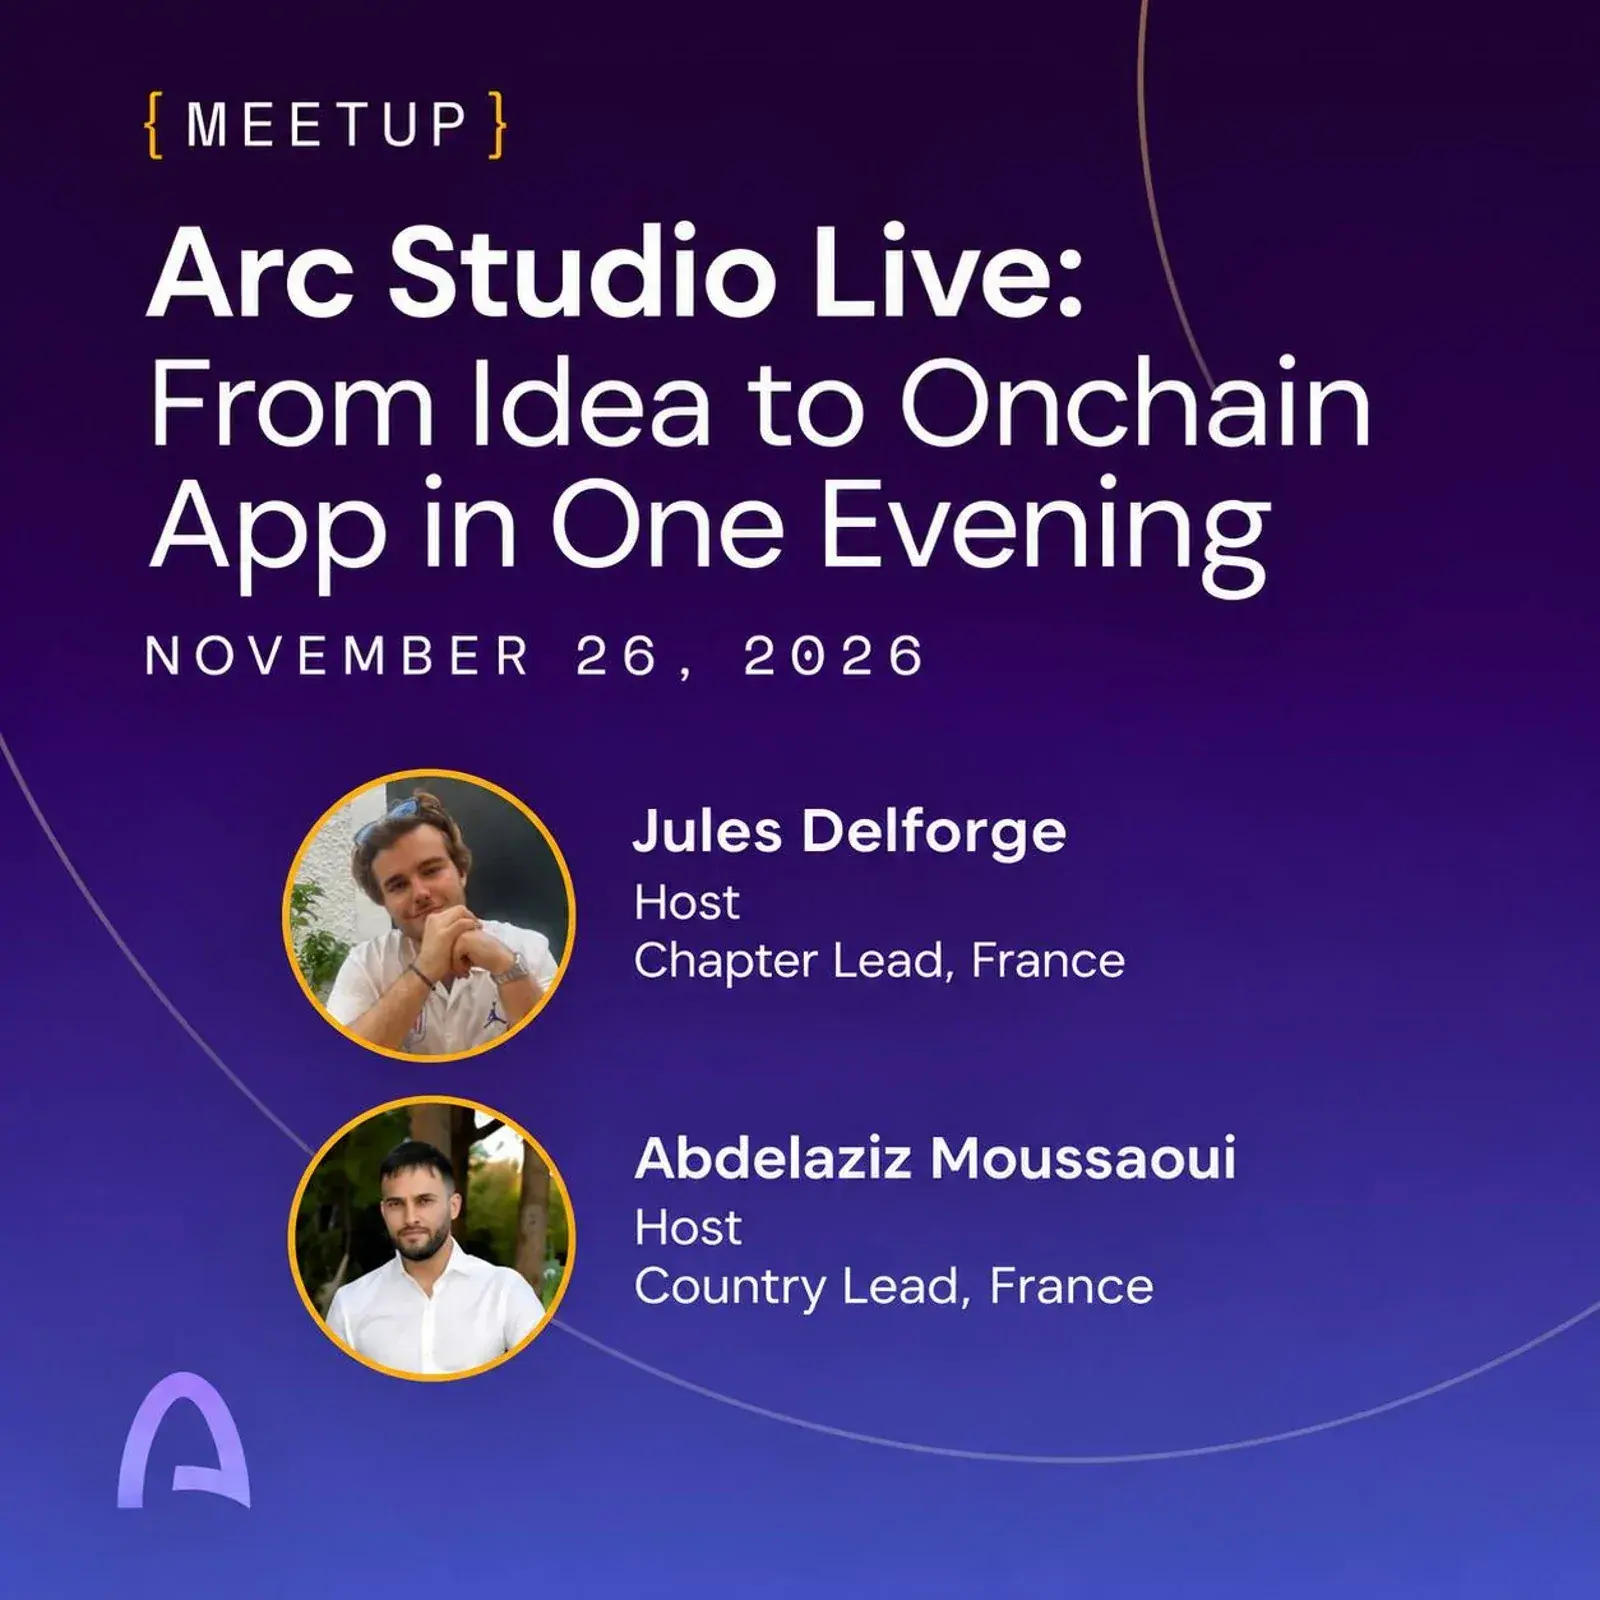 { MEETUP }
Arc Studio Live:
From Idea to Onchain
App in One Evening
NOVEMBER 26, 2026
Jules Delforge
Host
Chapter Lead, France
Abdelaziz Moussaoui
Host
Country Lead, France